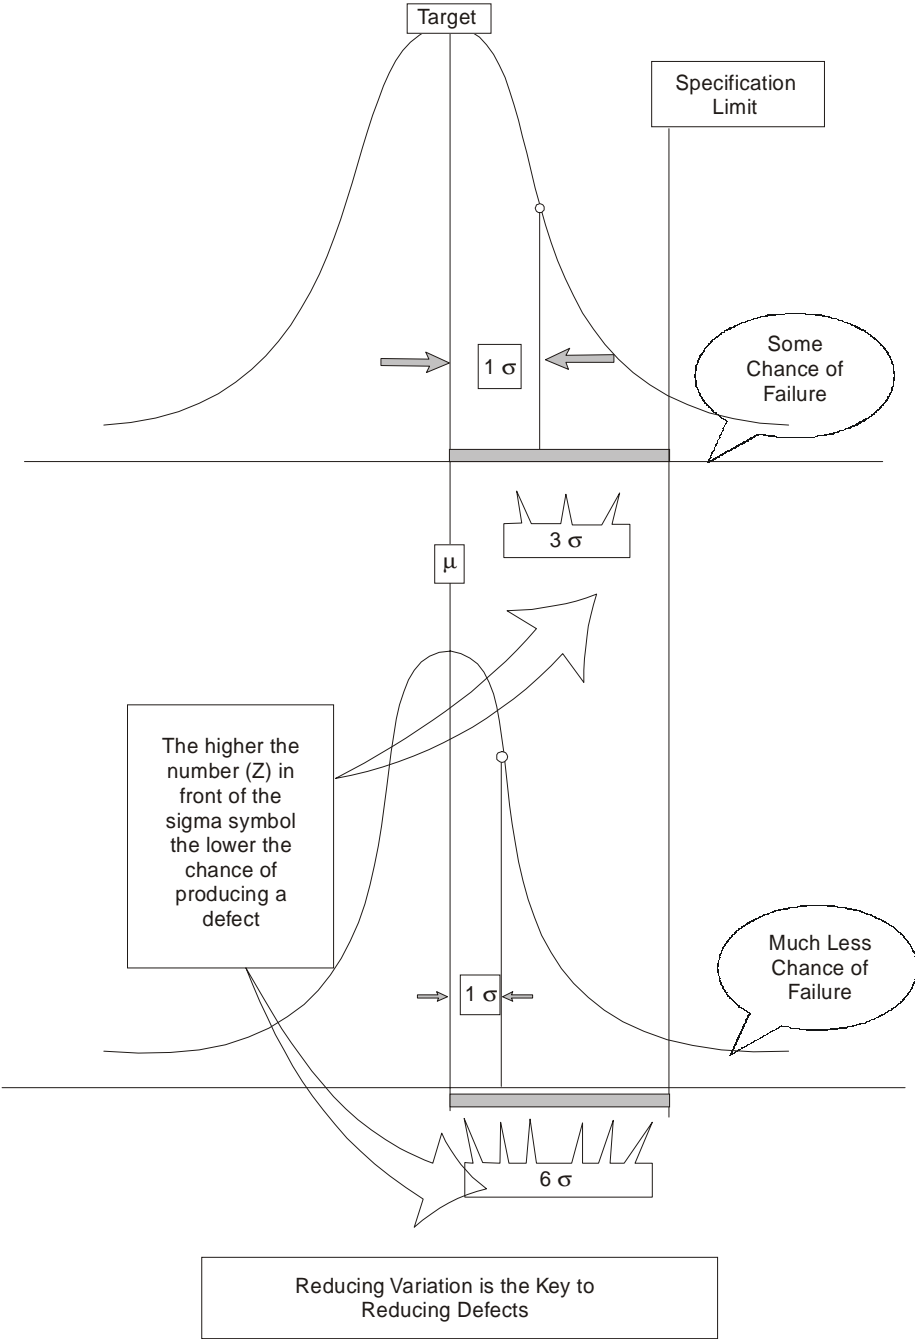 Target
Specification
Limit
1 σ
Some
Chance of
Failure
3 σ
μ
The higher the
number (Z) in
front of the
sigma symbol
the lower the
chance of
producing a
defect
Much Less
Chance of
Failure
1 σ
6 σ
Reducing Variation is the Key to
Reducing Defects